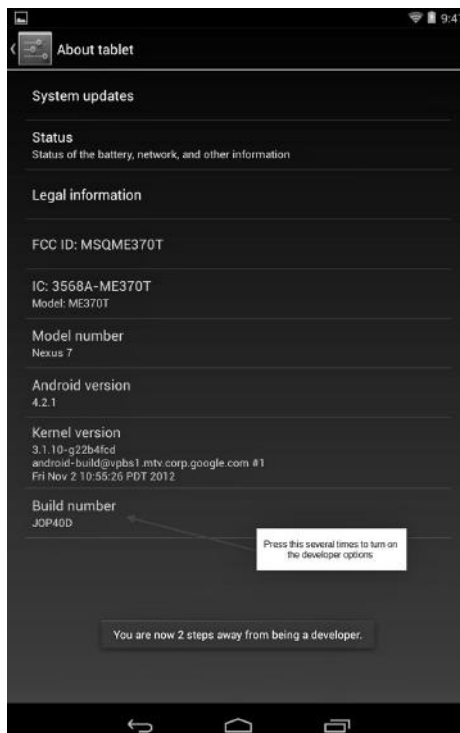 9:47
About tablet
System updates
Status
Status of the battery, network, and other information
Legal information
FCC ID: MSQME370T
IC: 3568A-ME370T
Model: ME370T
Model number
Nexus 7
Android version
4.2.1
Kernel version
3.1.10-g22b4fcd
android-build@vpbs1.mtv.corp.google.com #1
Fri Nov 2 10:55:26 PDT 2012
Build number
JOP40D
Press this several times to turn on
the developer options
You are now 2 steps away from being a developer.